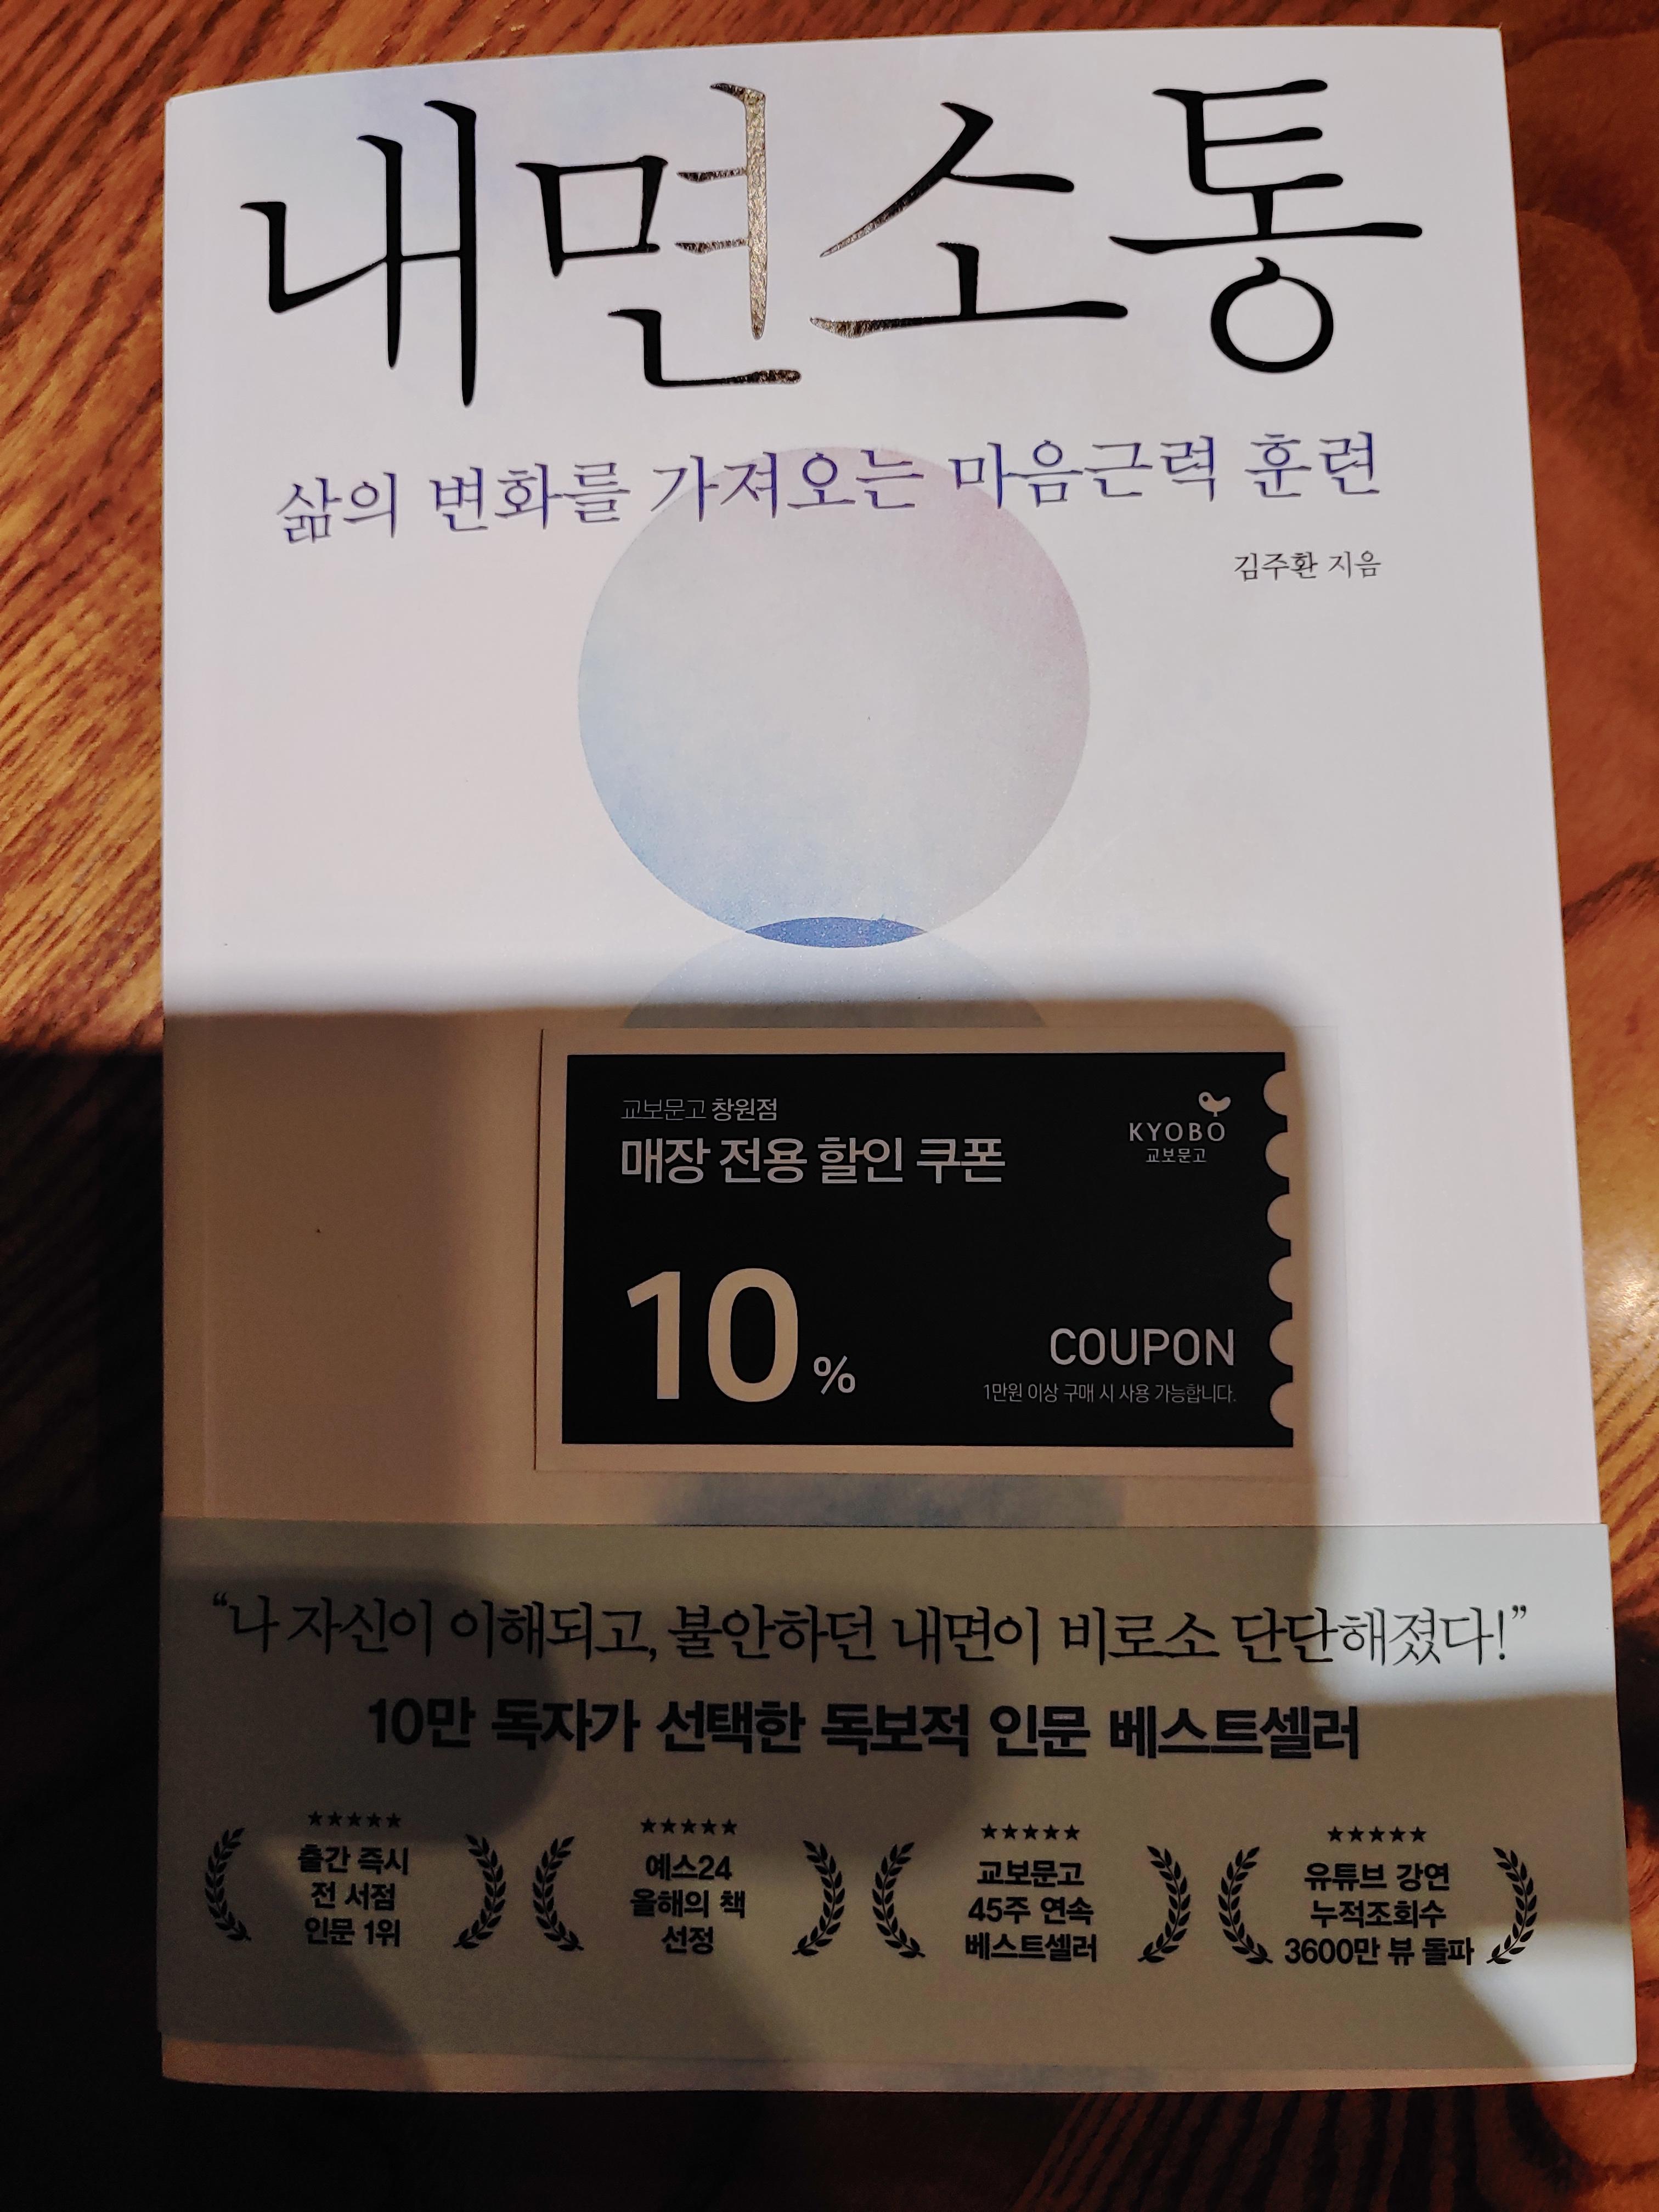 내면소통
삶의 변화를 가져오는 마음근력 훈련
김주환 지음
교보문고 창원점
매장 전용 할인 쿠폰
KYOBO
교보문고
10%
COUPON
1만원 이상 구매 시 사용 가능합니다.
“나 자신이 이해되고, 불안하던 내면이 비로소 단단해졌다!”
10만 독자가 선택한 독보적 인문 베스트셀러
★★★★★
출간 즉시
전 서점
인문 1위
★★★★★
예스24
올해의 책
선정
★★★★★
교보문고
45주 연속
베스트셀러
★★★★★
유튜브 강연
누적조회수
3600만 뷰 돌파